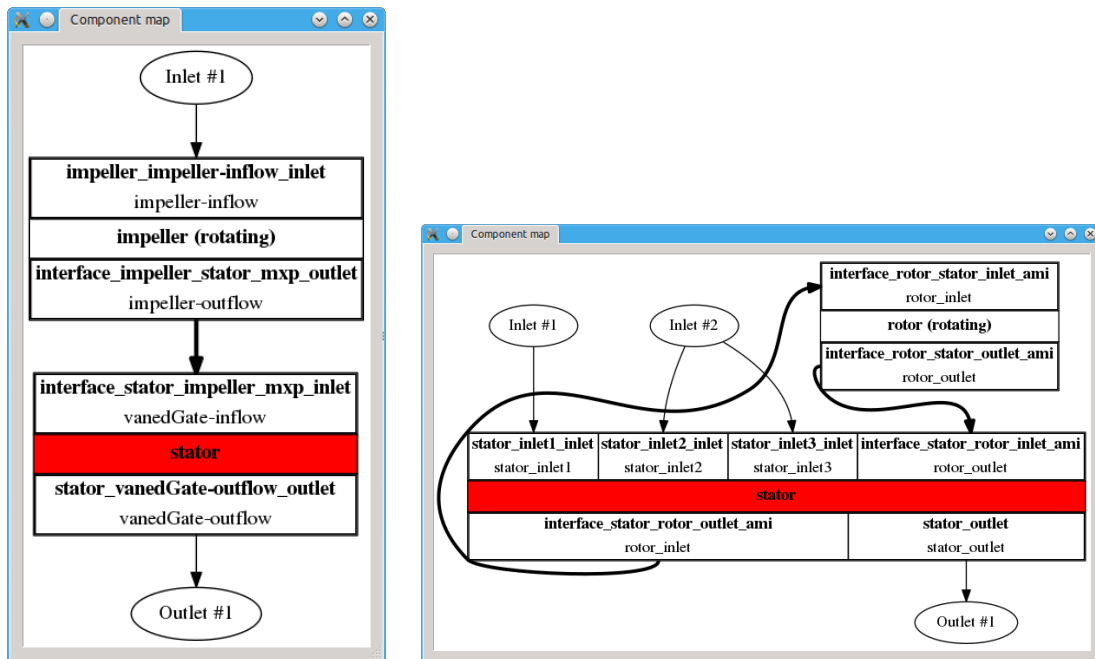 Component map
Inlet #1
impeller_impeller-inflow_inlet
impeller-inflow
impeller (rotating)
interface_impeller_stator_mxp_outlet
impeller-outflow
interface_stator_impeller_mxp_inlet
vanedGate-inflow
stator
stator_vanedGate-outflow_outlet
vanedGate-outflow
Outlet #1
Component map
interface_rotor_stator_inlet_ami
rotor_inlet
Inlet #1 Inlet #2
rotor (rotating)
interface_rotor_stator_outlet_ami
rotor_outlet
stator_inlet1_inlet stator_inlet2_inlet stator_inlet3_inlet interface_stator_rotor_inlet_ami
stator_inlet1 stator_inlet2 stator_inlet3 rotor_outlet
stator
interface_stator_rotor_outlet_ami stator_outlet
rotor_inlet stator_outlet
Outlet #1